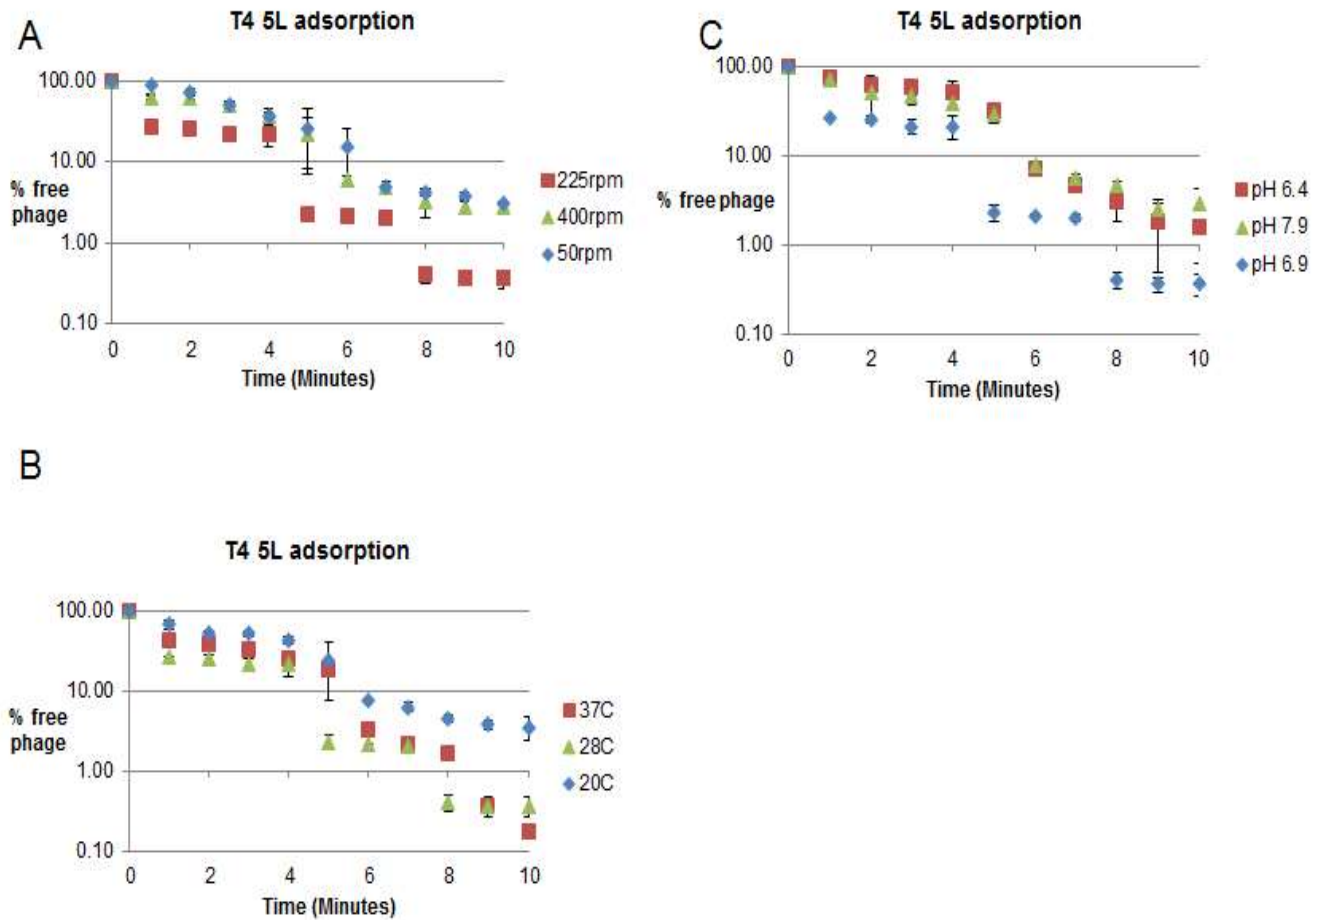 A
T4 5L adsorption
100.00
10.00
1.00
0.10
% free
phage
0 2 4 6 8 10
Time (Minutes)
225rpm
400rpm
50rpm
C
T4 5L adsorption
100.00
10.00
1.00
0.10
% free phage
0 2 4 6 8 10
Time (Minutes)
pH 6.4
pH 7.9
pH 6.9
B
T4 5L adsorption
100.00
10.00
1.00
0.10
% free
phage
0 2 4 6 8 10
Time (Minutes)
37C
28C
20C